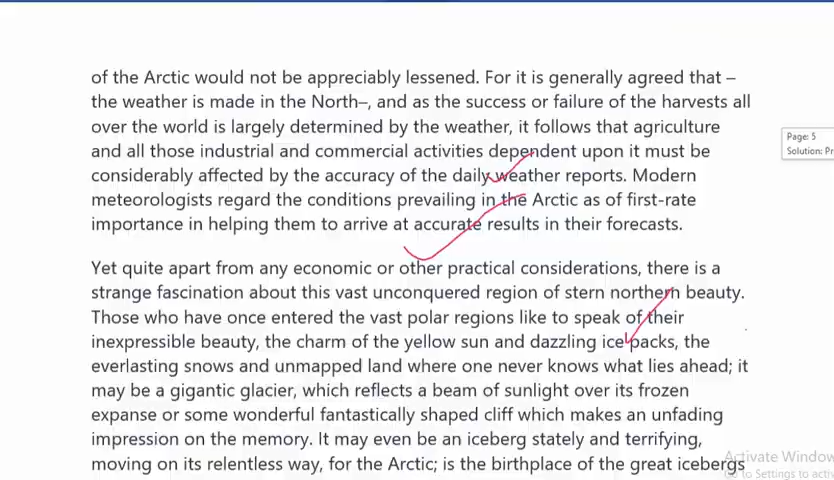 of the Arctic would not be appreciably lessened. For it is generally agreed that –
the weather is made in the North–, and as the success or failure of the harvests all
over the world is largely determined by the weather, it follows that agriculture
and all those industrial and commercial activities dependent upon it must be
considerably affected by the accuracy of the daily weather reports. Modern
meteorologists regard the conditions prevailing in the Arctic as of first-rate
importance in helping them to arrive at accurate results in their forecasts.
Yet quite apart from any economic or other practical considerations, there is a
strange fascination about this vast unconquered region of stern northern beauty.
Those who have once entered the vast polar regions like to speak of their
inexpressible beauty, the charm of the yellow sun and dazzling ice packs, the
everlasting snows and unmapped land where one never knows what lies ahead; it
may be a gigantic glacier, which reflects a beam of sunlight over its frozen
expanse or some wonderful fantastically shaped cliff which makes an unfading
impression on the memory. It may even be an iceberg stately and terrifying,
moving on its relentless way, for the Arctic; is the birthplace of the great icebergs
Page: 5
Solution: Pr
Activate Window
Go to Settings to activ